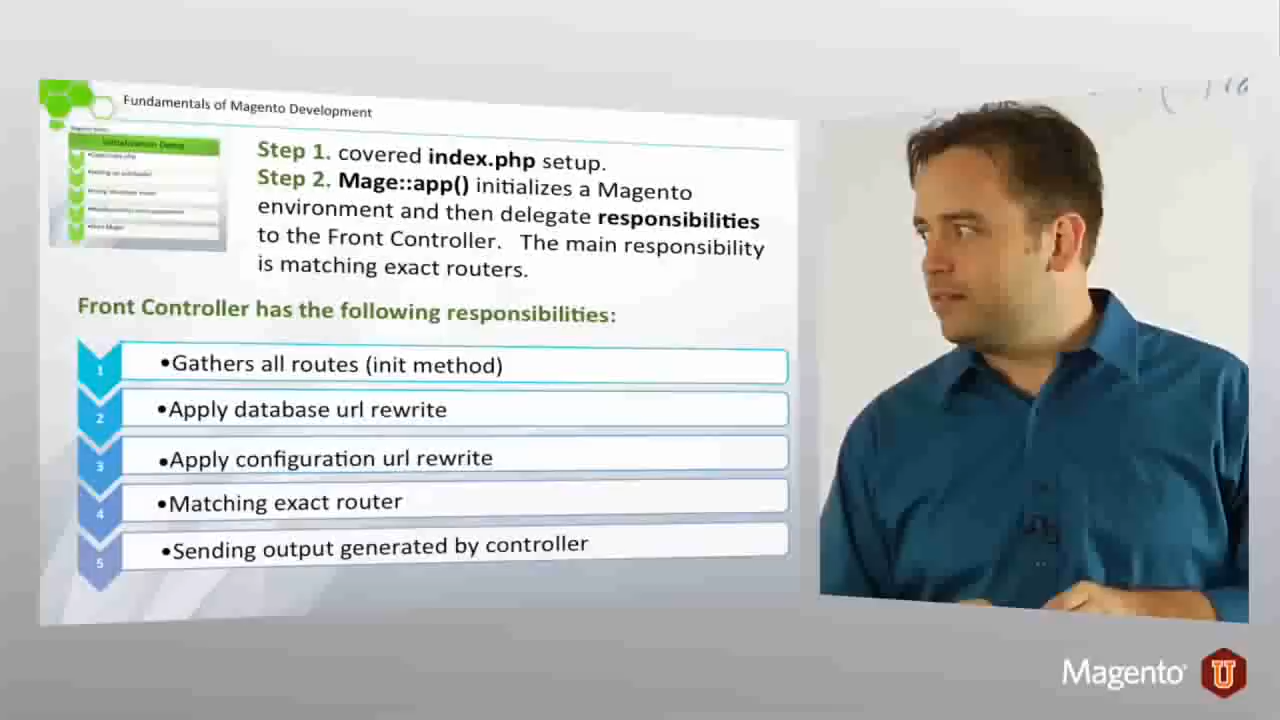 Fundamentals of Magento Development
Step 1. covered index.php setup.
Step 2. Mage::app() initializes a Magento
environment and then delegate responsibilities
to the Front Controller. The main responsibility
is matching exact routers.
Front Controller has the following responsibilities:
1 •Gathers all routes (init method)
2 •Apply database url rewrite
3 •Apply configuration url rewrite
4 •Matching exact router
5 •Sending output generated by controller
Magento U